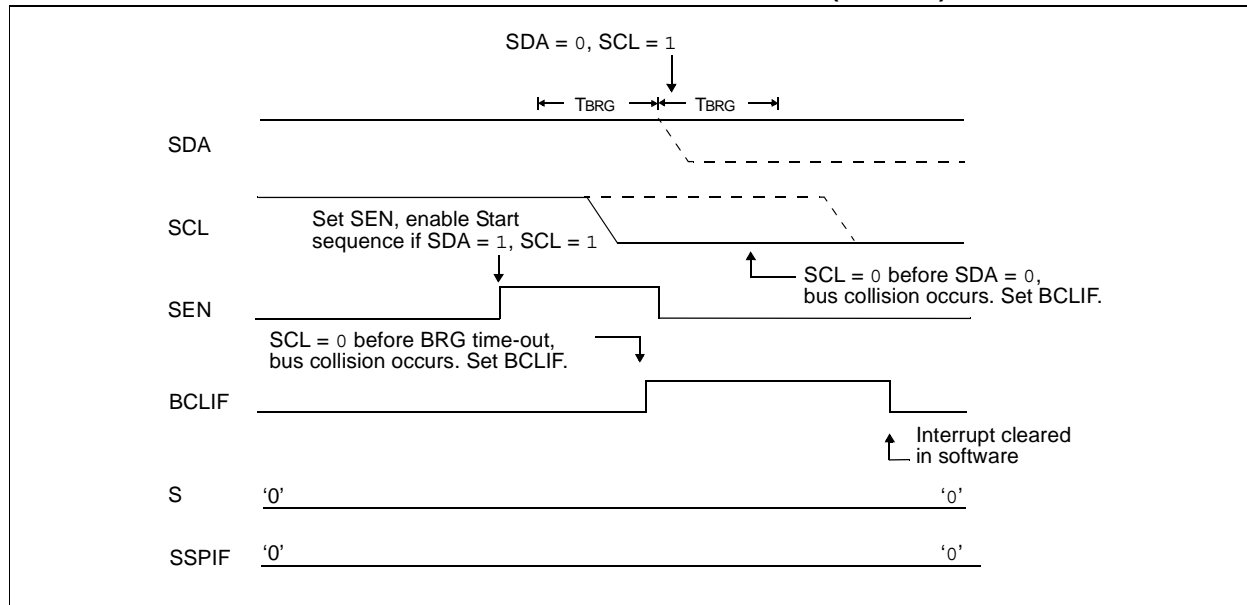 SDA = 0, SCL = 1
TBRG TBRG
SDA
SCL
Set SEN, enable Start
sequence if SDA = 1, SCL = 1
SCL = 0 before SDA = 0,
bus collision occurs. Set BCLIF.
SEN
SCL = 0 before BRG time-out,
bus collision occurs. Set BCLIF.
BCLIF
Interrupt cleared
in software
S ‘0’ ‘0’
SSPIF ‘0’ ‘0’